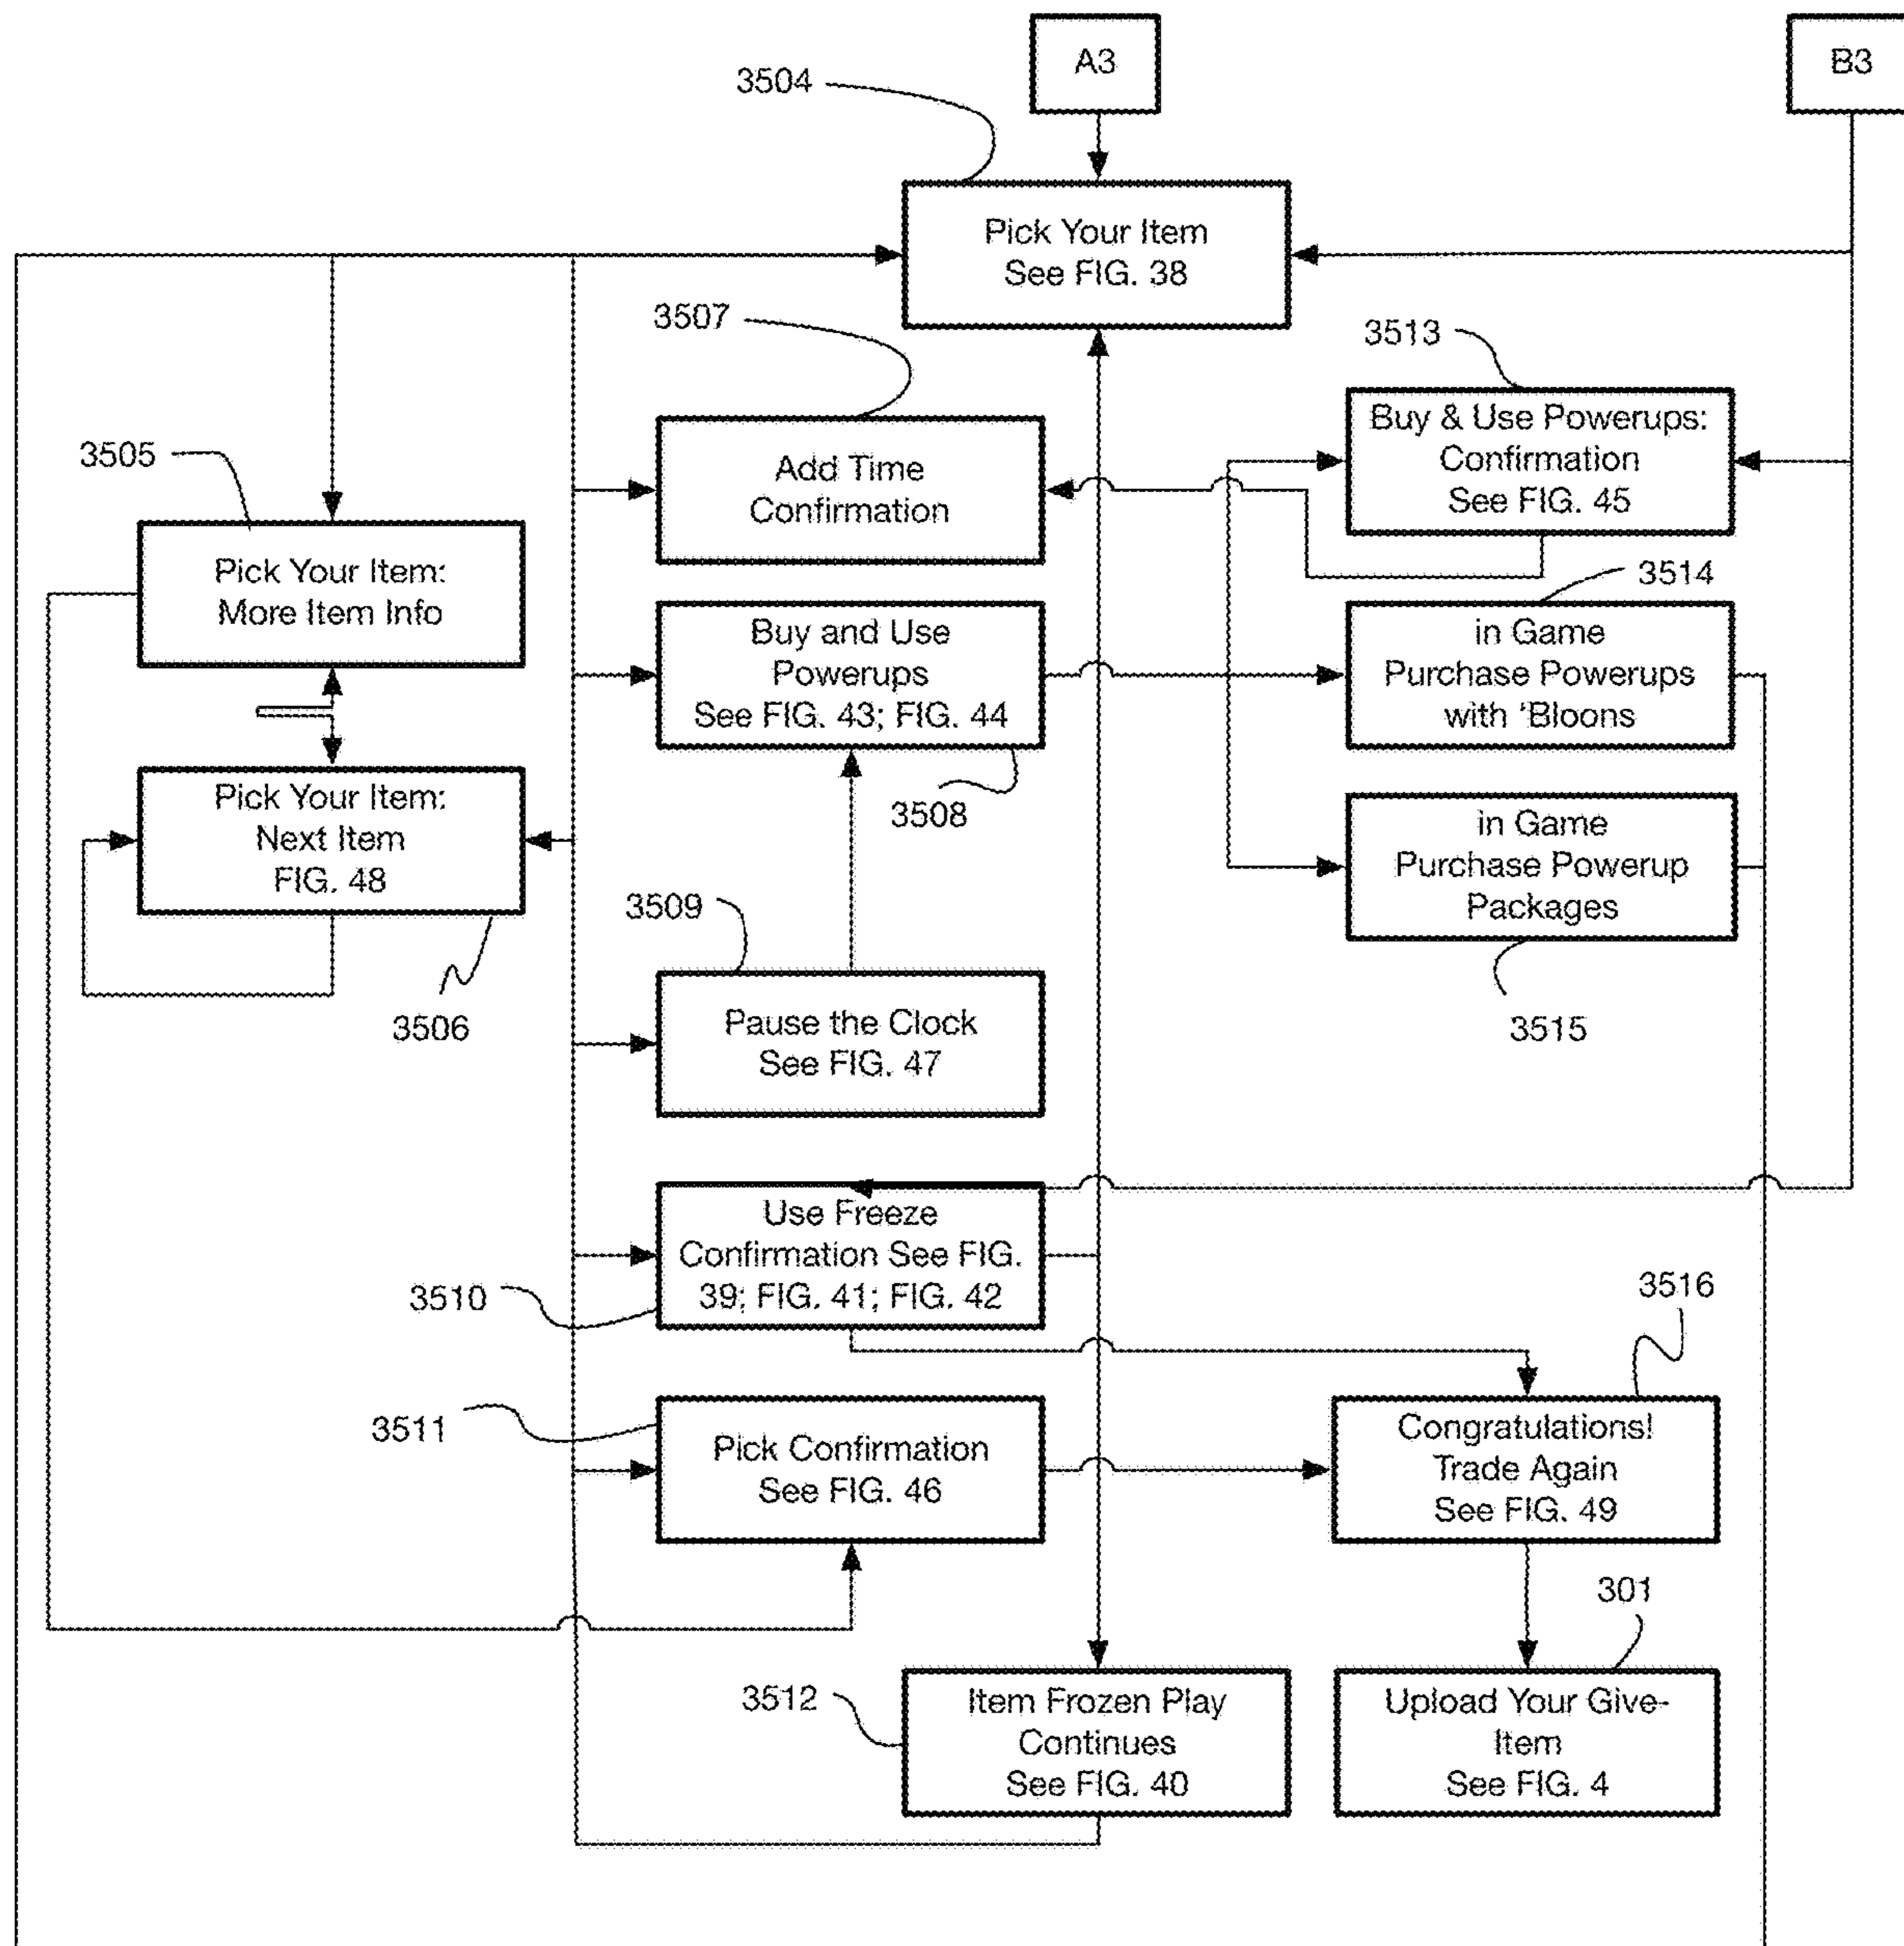 A3
B3
3504
Pick Your Item
See FIG. 38
3507
3513
Buy & Use Powerups:
Confirmation
See FIG. 45
3505
Add Time
Confirmation
Pick Your Item:
More Item Info
3514
Buy and Use
Powerups
See FIG. 43; FIG. 44
in Game
Purchase Powerups
with ‘Bloons
3508
Pick Your Item:
Next Item
FIG. 48
in Game
Purchase Powerup
Packages
3509
3506
3515
Pause the Clock
See FIG. 47
Use Freeze
Confirmation See FIG.
39; FIG. 41; FIG. 42
3510
3516
3511
Pick Confirmation
See FIG. 46
Congratulations!
Trade Again
See FIG. 49
301
3512
Item Frozen Play
Continues
See FIG. 40
Upload Your Give-
Item
See FIG. 4